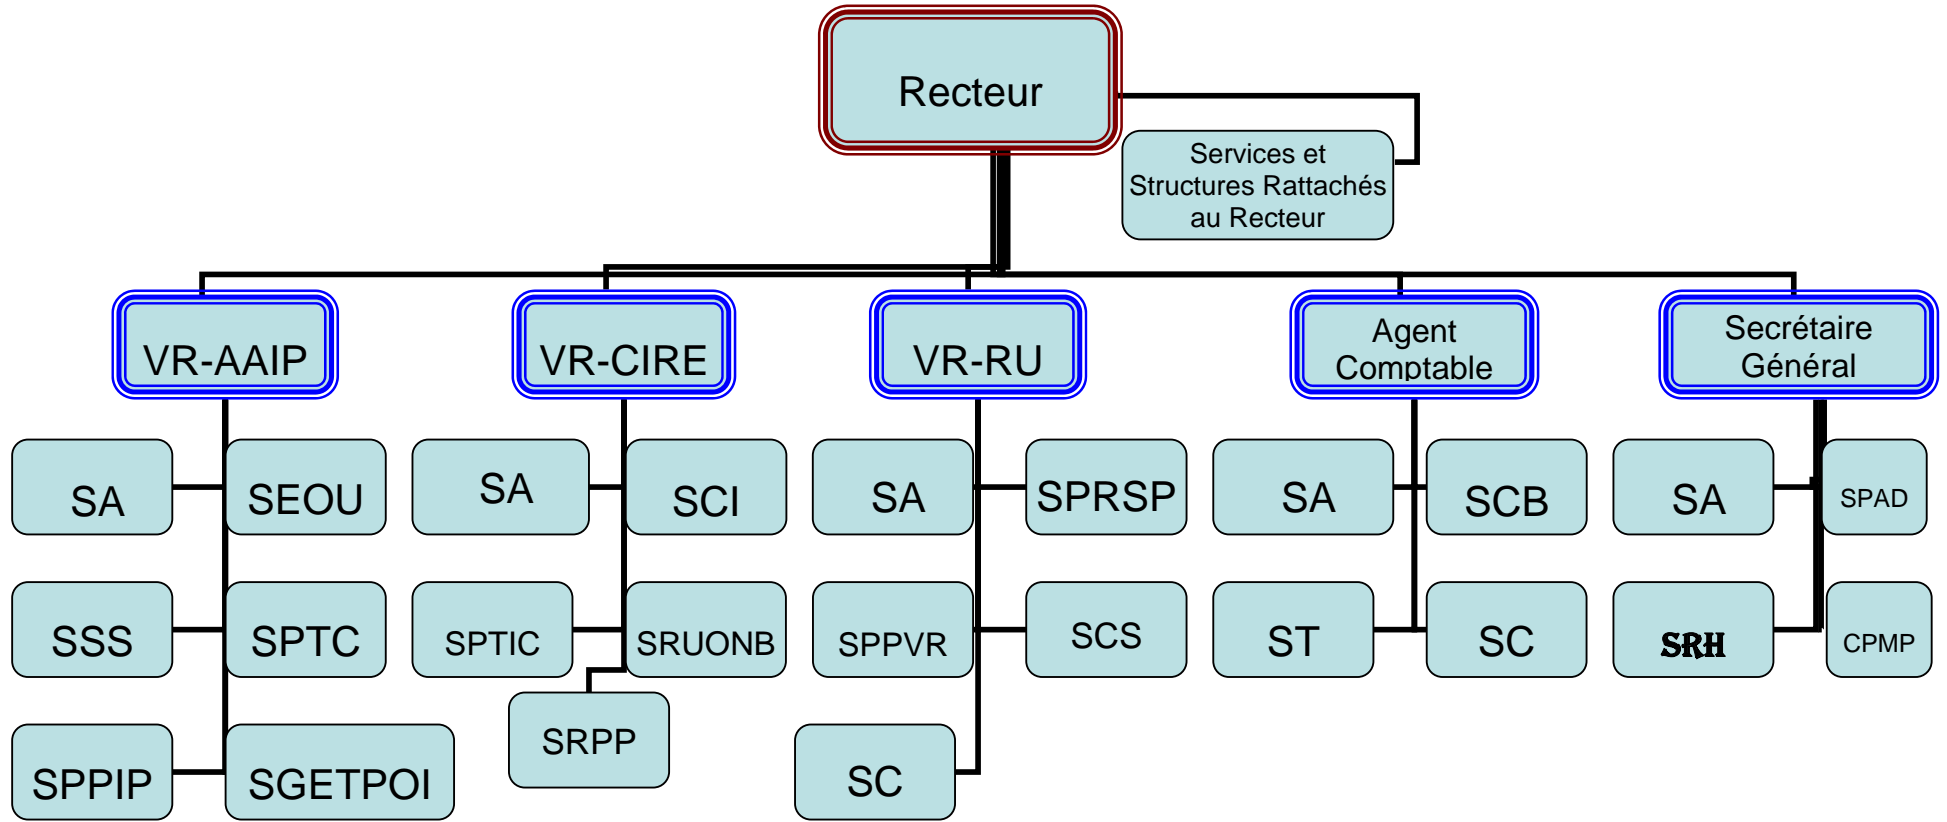 Recteur
Services et
Structures Rattachés
au Recteur
VR-AAIP
VR-CIRE
VR-RU
Agent
Comptable
Secrétaire
Général
SA
SEOU
SA
SCI
SA
SPRSP
SA
SCB
SA
SPAD
SSS
SPTC
SPTIC
SRUONB
SPPVR
SCS
ST
SC
SRH
CPMP
SPPIP
SGETPOI
SRPP
SC